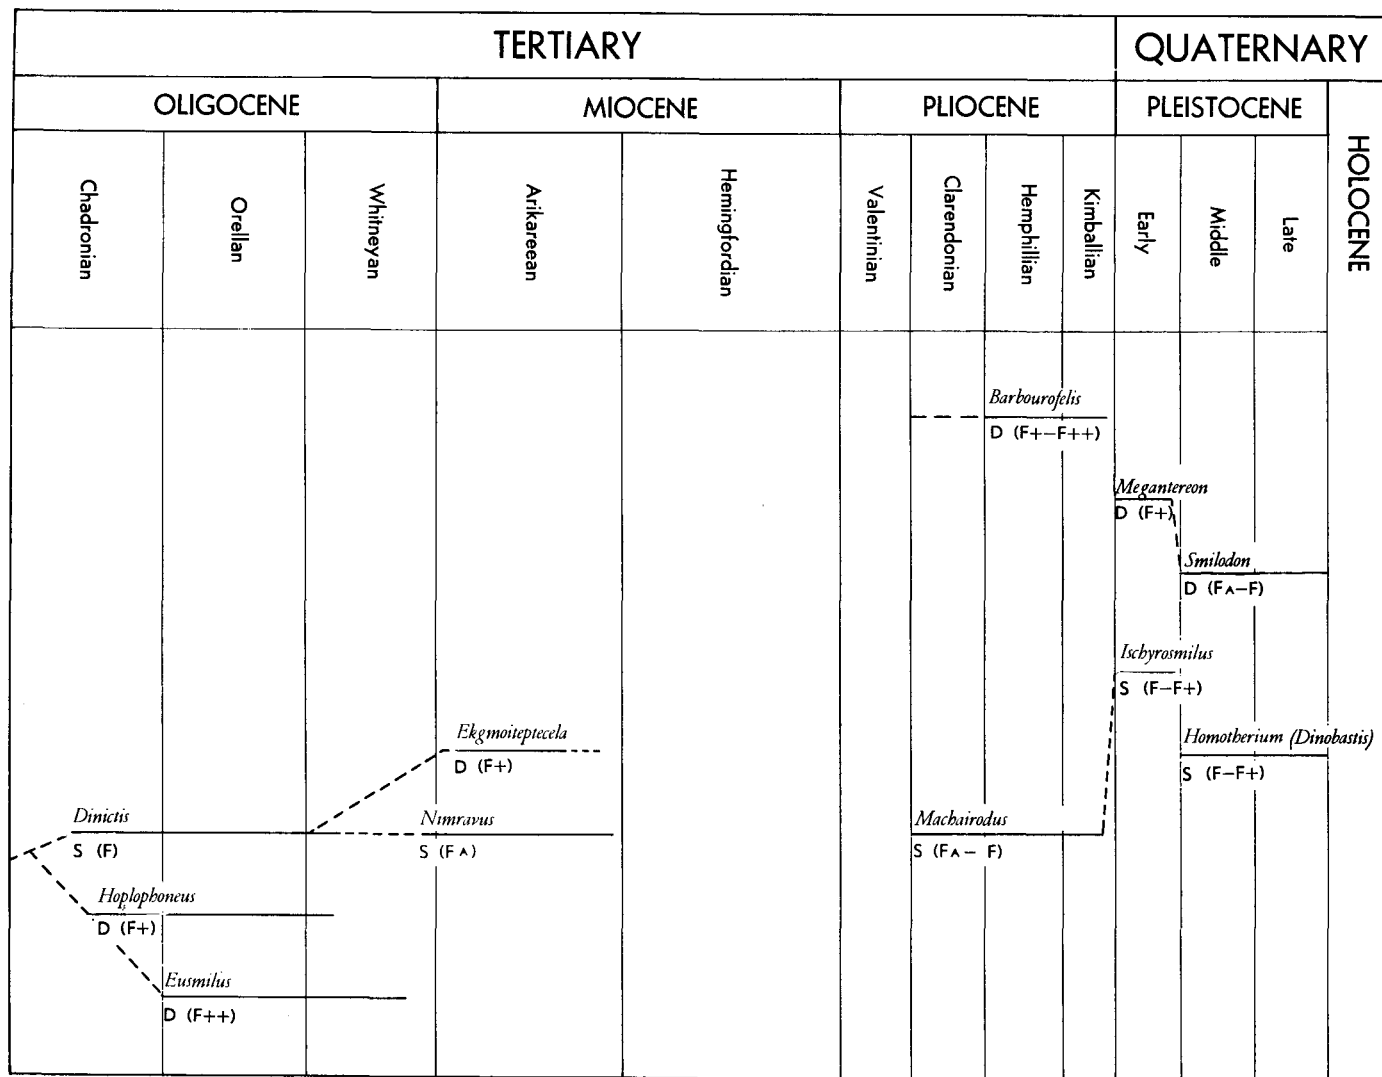 TERTIARY
QUATERNARY
OLIGOCENE
MIOCENE
PLIOCENE
PLEISTOCENE
HOLOCENE
Chadronian
Orellan
Whitneyan
Arikareean
Hemingfordian
Valentinian
Clarendonian
Hemphillian
Kimballian
Early
Middle
Late
Barbourofelis
D (F+–F++)
Megantereon
D (F+)
Smilodon
D (FA–F)
Ischyrosmilus
S (F–F+)
Ekgmoiteptecela
D (F+)
Homotherium (Dinobastis)
S (F–F+)
Dinictis
S (F)
Nimravus
S (FA)
Machairodus
S (FA– F)
Hoplophoneus
D (F+)
Eusmilus
D (F++)